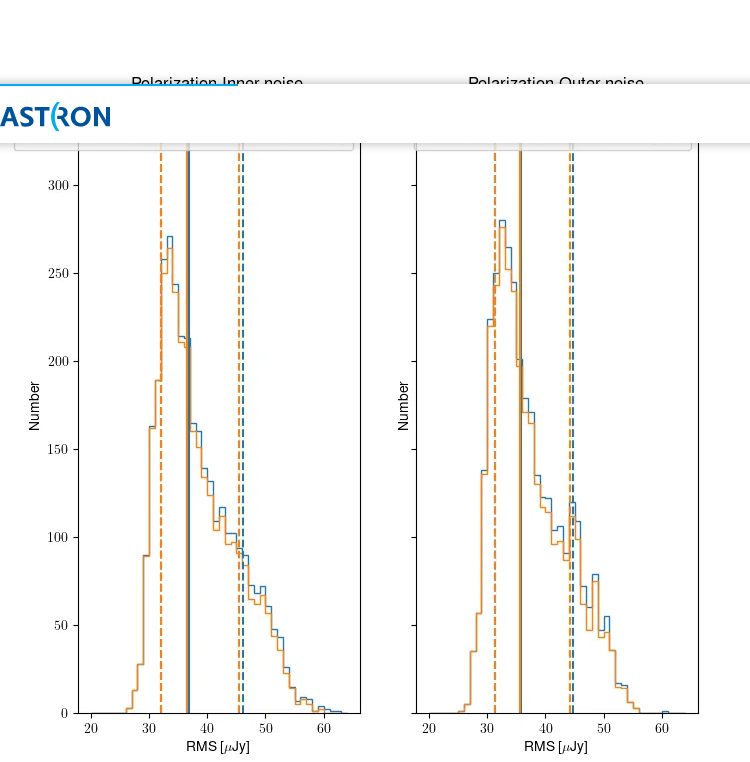 Polarization Inner noise
Polarization Outer noise
ASTRON
300
250
200
150
100
50
0
Number
20 30 40 50 60
RMS [μJy]
Number
20 30 40 50 60
RMS [μJy]